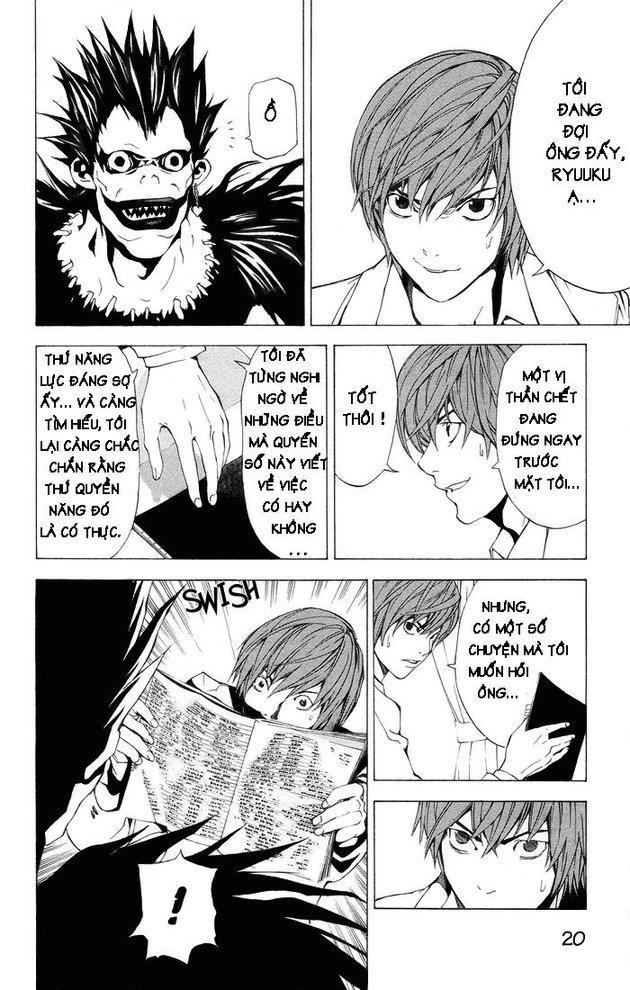 TÔI
ĐANG
ĐỢI
ÔNG ĐẤY,
RYUUKU
Ạ...
Ồ
MỘT VỊ
THẦN CHẾT
ĐANG
ĐỨNG NGAY
TRƯỚC
MẶT TÔI...
TỐT
THÔI !
TÔI ĐÃ
TỪNG NGHI
NGỜ VỀ
NHỮNG ĐIỀU
MÀ QUYỂN
SỔ NÀY VIẾT
VỀ VIỆC
CÓ HAY
KHÔNG
...
THỨ NĂNG
LỰC ĐÁNG SỢ
ẤY... VÀ CÀNG
TÌM HIỂU, TÔI
LẠI CÀNG CHẮC
CHẮN RẰNG
THỨ QUYỀN
NĂNG ĐÓ
LÀ CÓ THỰC.
NHƯNG,
CÓ MỘT SỐ
CHUYỆN MÀ TÔI
MUỐN HỎI
ÔNG...
SWISH
!
20